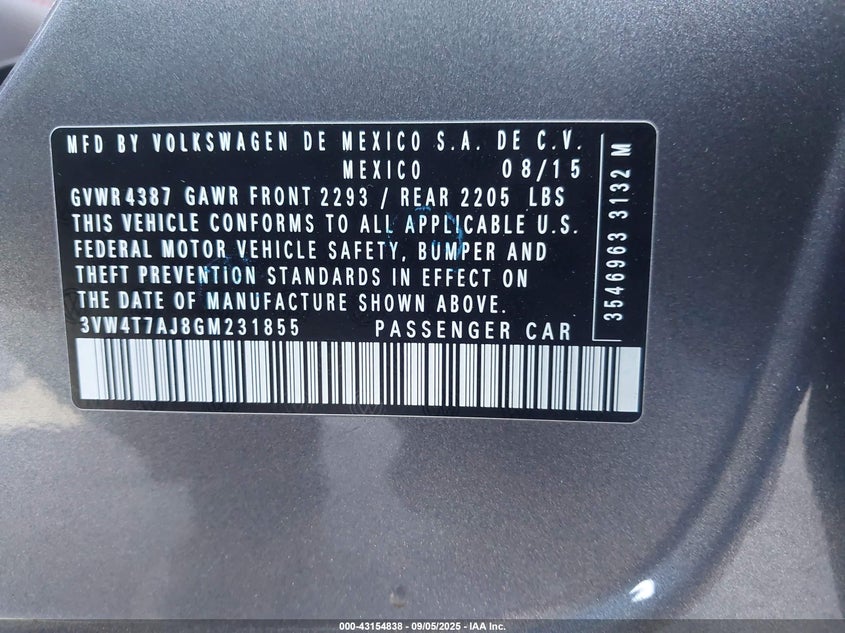 MFD BY VOLKSWAGEN DE MEXICO S.A. DE C.V.
MEXICO 08/15
GVWR 4387 GAWR FRONT 2293 / REAR 2205 LBS
THIS VEHICLE CONFORMS TO ALL APPLICABLE U.S.
FEDERAL MOTOR VEHICLE SAFETY, BUMPER AND
THEFT PREVENTION STANDARDS IN EFFECT ON
THE DATE OF MANUFACTURE SHOWN ABOVE.
3VW4T7AJ8GM231855 PASSENGER CAR
3546963 3132 M
000-43154838 - 09/05/2025 - IAA Inc.